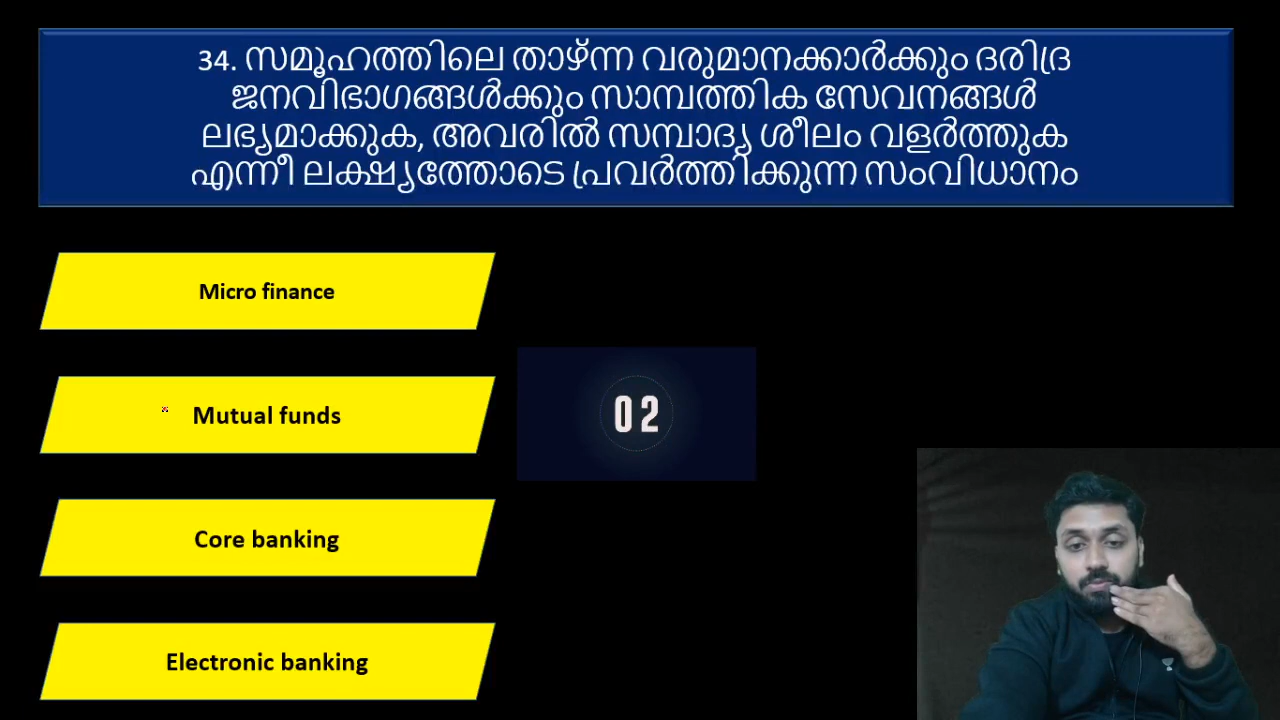 34. സമൂഹത്തിലെ താഴ്ന്ന വരുമാനക്കാർക്കും ദരിദ്ര
ജനവിഭാഗങ്ങൾക്കും സാമ്പത്തിക സേവനങ്ങൾ
ലഭ്യമാക്കുക, അവരിൽ സമ്പാദ്യ ശീലം വളർത്തുക
എന്നീ ലക്ഷ്യത്തോടെ പ്രവർത്തിക്കുന്ന സംവിധാനം
Micro finance
Mutual funds
02
Core banking
Electronic banking